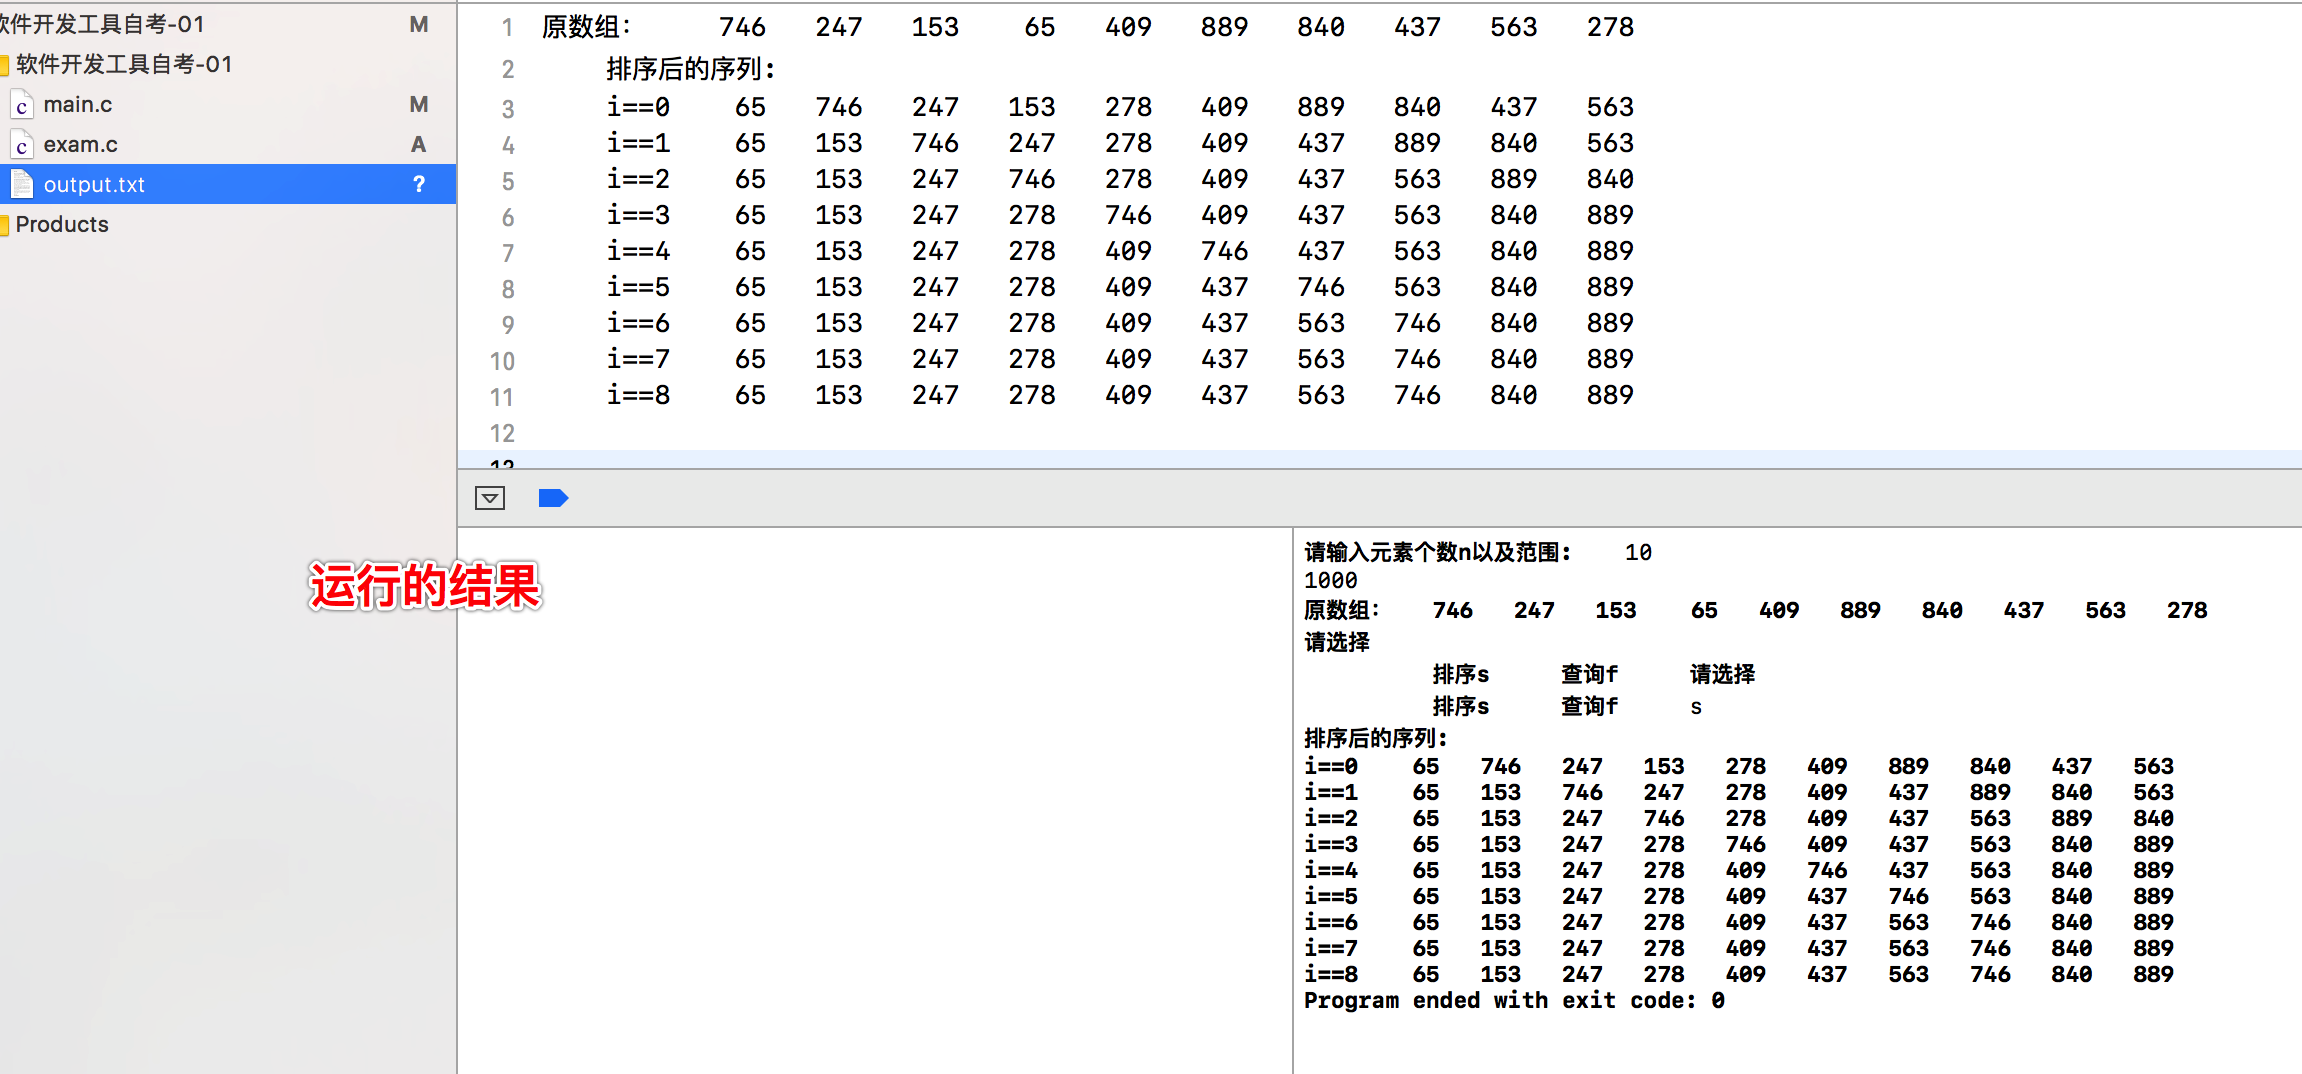 软件开发工具自考-01 M
软件开发工具自考-01
main.c M
exam.c A
output.txt ?
Products
1 原数组: 746 247 153 65 409 889 840 437 563 278
2 排序后的序列:
3 i==0 65 746 247 153 278 409 889 840 437 563
4 i==1 65 153 746 247 278 409 437 889 840 563
5 i==2 65 153 247 746 278 409 437 563 889 840
6 i==3 65 153 247 278 746 409 437 563 840 889
7 i==4 65 153 247 278 409 746 437 563 840 889
8 i==5 65 153 247 278 409 437 746 563 840 889
9 i==6 65 153 247 278 409 437 563 746 840 889
10 i==7 65 153 247 278 409 437 563 746 840 889
11 i==8 65 153 247 278 409 437 563 746 840 889
12
13
运行的结果
请输入元素个数n以及范围: 10
1000
原数组: 746 247 153 65 409 889 840 437 563 278
请选择
排序s 查询f 请选择
排序s 查询f s
排序后的序列:
i==0 65 746 247 153 278 409 889 840 437 563
i==1 65 153 746 247 278 409 437 889 840 563
i==2 65 153 247 746 278 409 437 563 889 840
i==3 65 153 247 278 746 409 437 563 840 889
i==4 65 153 247 278 409 746 437 563 840 889
i==5 65 153 247 278 409 437 746 563 840 889
i==6 65 153 247 278 409 437 563 746 840 889
i==7 65 153 247 278 409 437 563 746 840 889
i==8 65 153 247 278 409 437 563 746 840 889
Program ended with exit code: 0